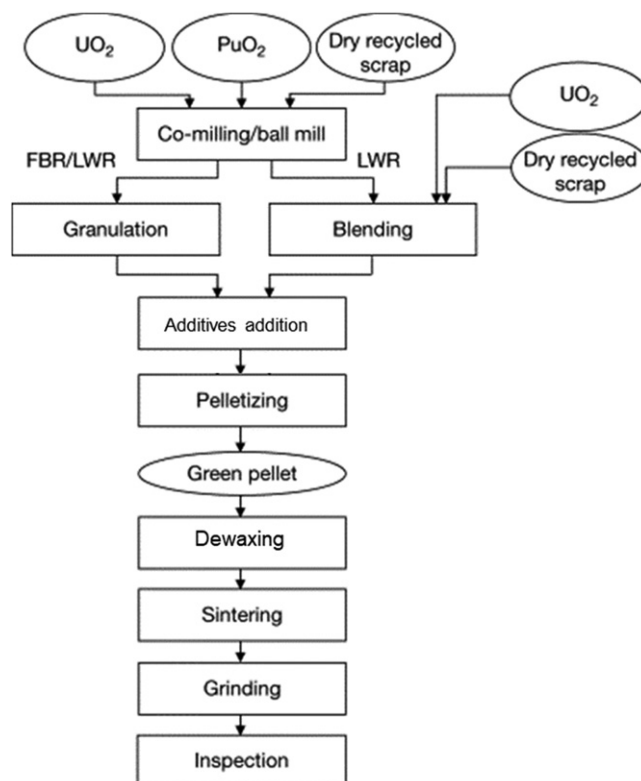 UO₂
PuO₂
Dry recycled
scrap
UO₂
Dry recycled
scrap
Co-milling/ball mill
FBR/LWR
LWR
Granulation
Blending
Additives addition
Pelletizing
Green pellet
Dewaxing
Sintering
Grinding
Inspection